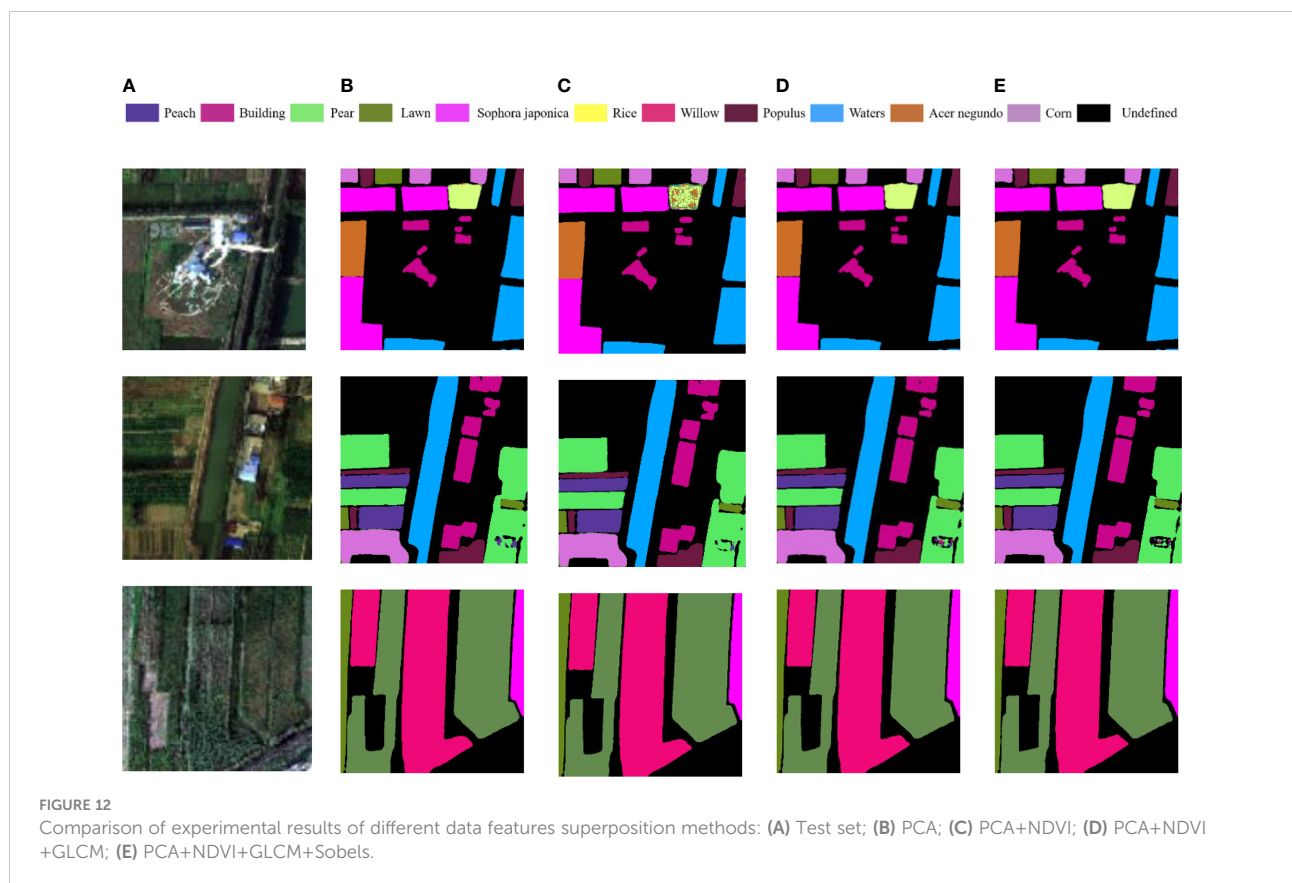 A B C D E
Peach Building Pear Lawn Sophora japonica Rice Willow Populus Waters Acer negundo Corn Undefined
FIGURE 12
Comparison of experimental results of different data features superposition methods: (A) Test set; (B) PCA; (C) PCA+NDVI; (D) PCA+NDVI
+GLCM; (E) PCA+NDVI+GLCM+Sobels.